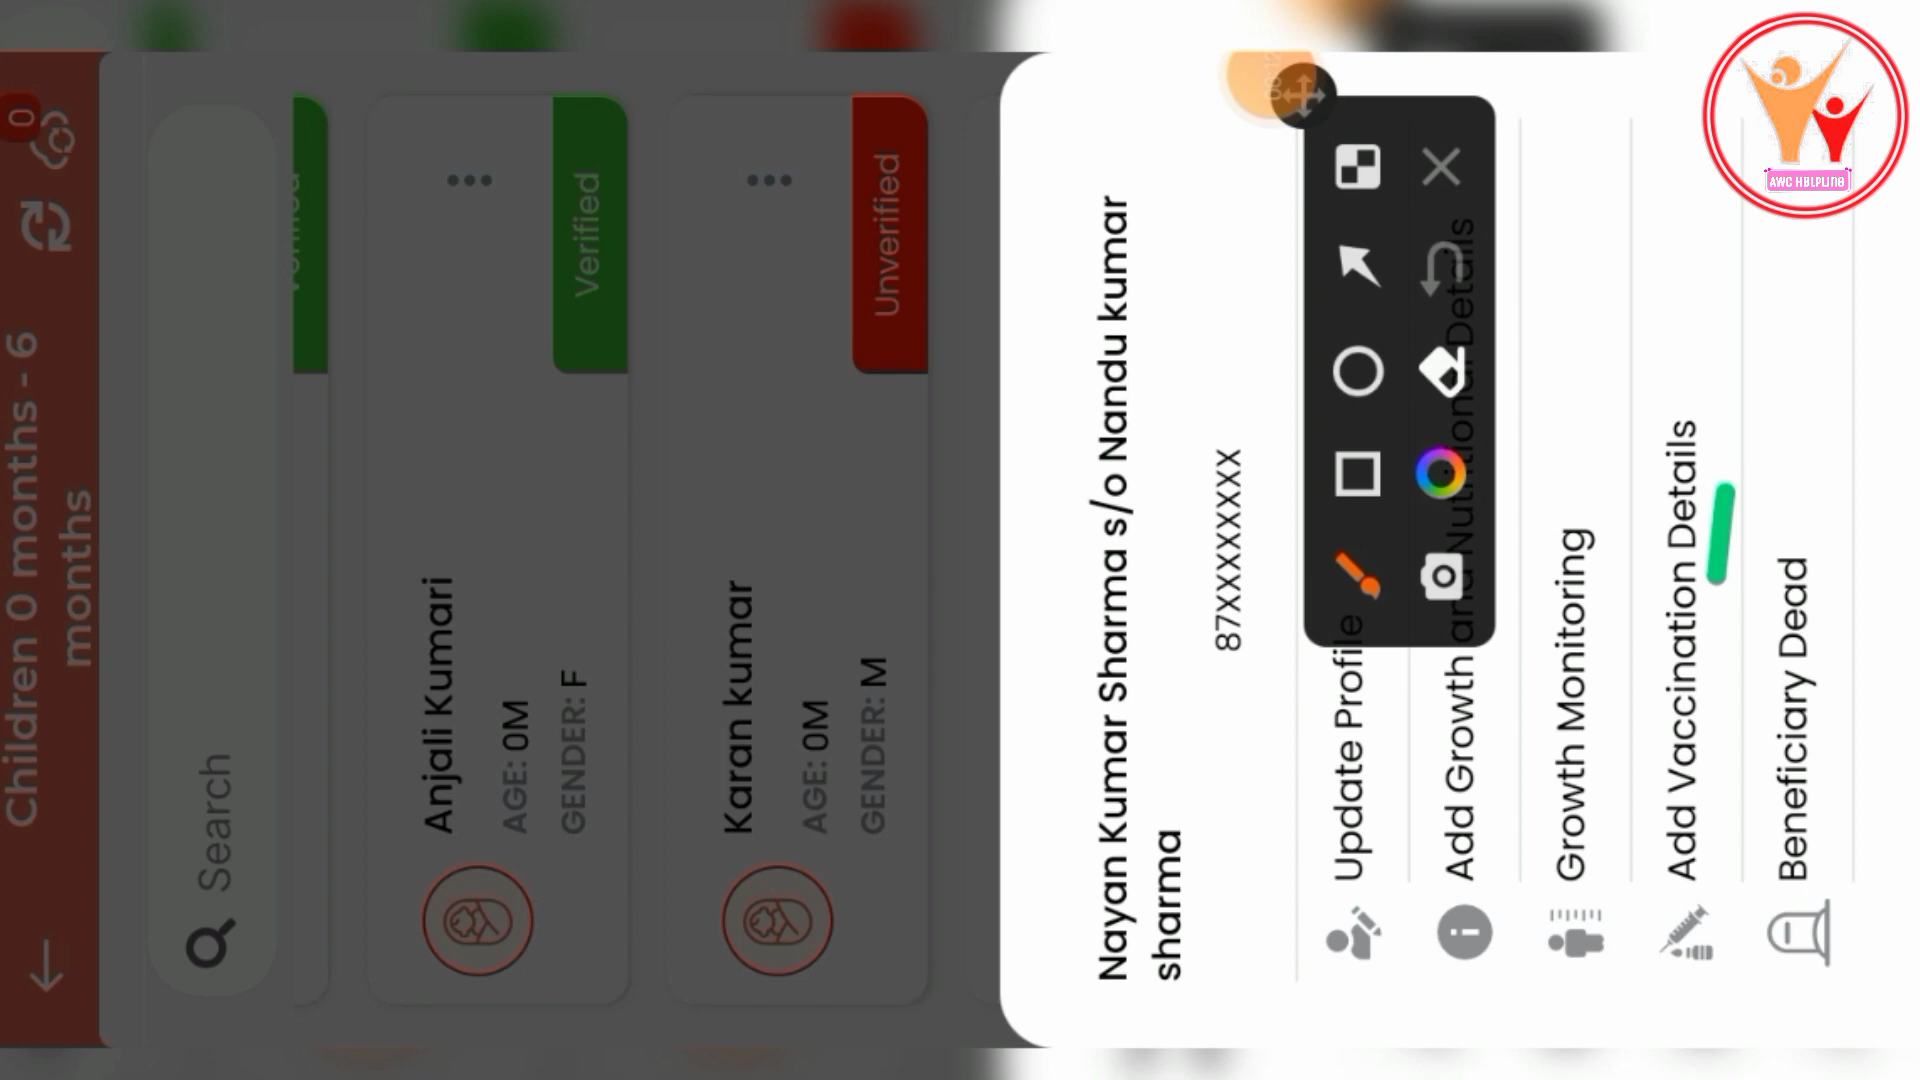 Children 0 months - 6
months
0
Search
Verified
Anjali Kumari
AGE: 0M
GENDER: F
Verified
Karan kumar
AGE: 0M
GENDER: M
Unverified
Nayan Kumar Sharma s/o Nandu kumar
sharma
87XXXXXXXX
Update Profile
Add Growth and Nutritional Details
Growth Monitoring
Add Vaccination Details
Beneficiary Dead
AWC HELPLINE